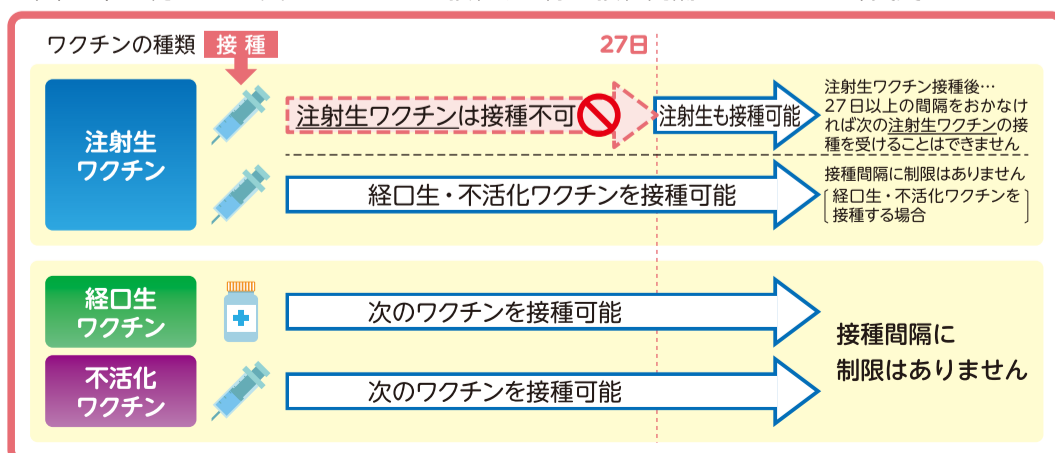 ワクチンの種類 接種
27日
注射生
ワクチン
注射生ワクチンは接種不可
注射生も接種可能
注射生ワクチン接種後…
27日以上の間隔をおかなけ
れば次の注射生ワクチンの接
種を受けることはできません
経口生・不活化ワクチンを接種可能
接種間隔に制限はありません
経口生・不活化ワクチンを
接種する場合
経口生
ワクチン
次のワクチンを接種可能
不活化
ワクチン
次のワクチンを接種可能
接種間隔に
制限はありません